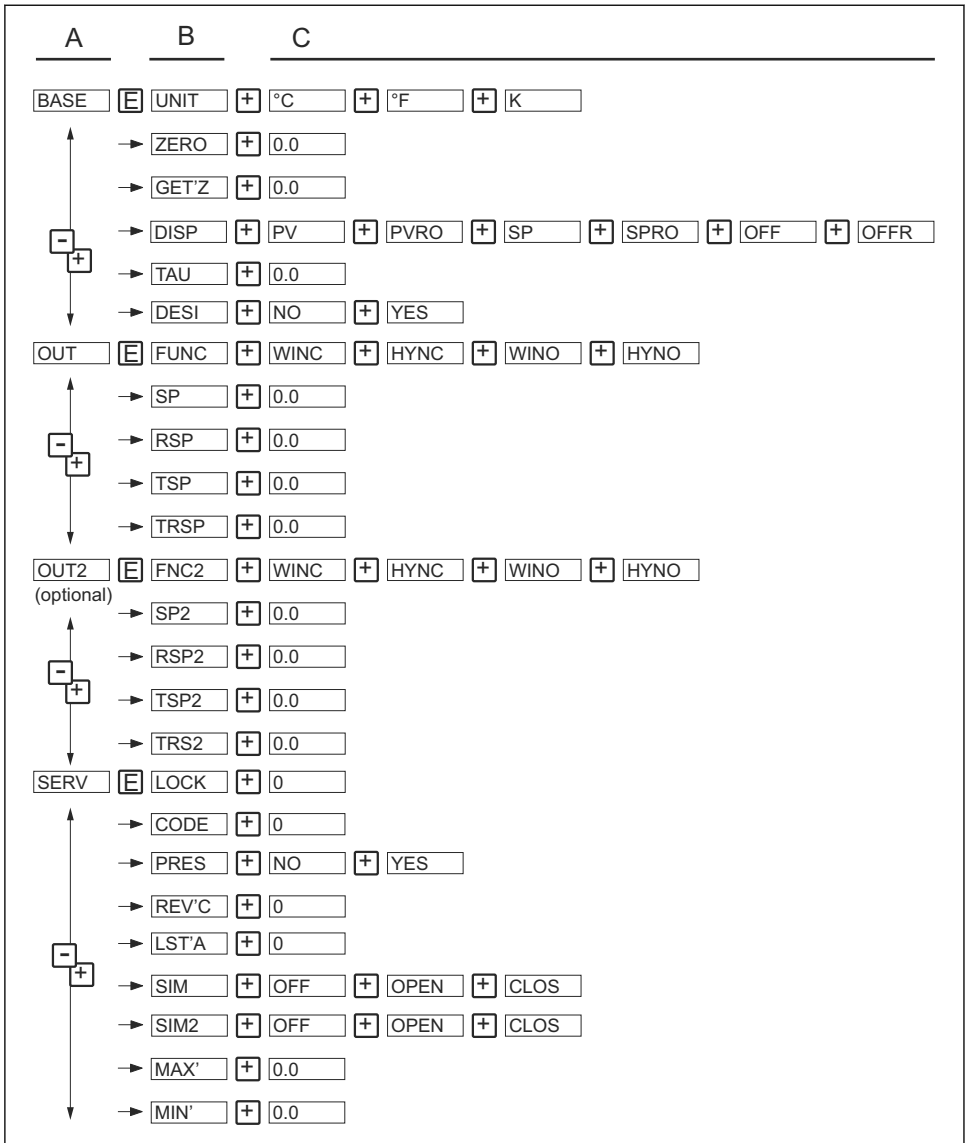 A B C
BASE E UNIT + °C + °F + K
ZERO + 0.0
GET'Z + 0.0
DISP + PV + PVRO + SP + SPRO + OFF + OFFR
- +
TAU + 0.0
DESI + NO + YES
OUT E FUNC + WINC + HYNC + WINO + HYNO
SP + 0.0
- +
RSP + 0.0
TSP + 0.0
TRSP + 0.0
OUT2 E FNC2 + WINC + HYNC + WINO + HYNO
(optional)
SP2 + 0.0
- +
RSP2 + 0.0
TSP2 + 0.0
TRS2 + 0.0
SERV E LOCK + 0
CODE + 0
PRES + NO + YES
REV'C + 0
LST'A + 0
- +
SIM + OFF + OPEN + CLOS
SIM2 + OFF + OPEN + CLOS
MAX' + 0.0
MIN' + 0.0